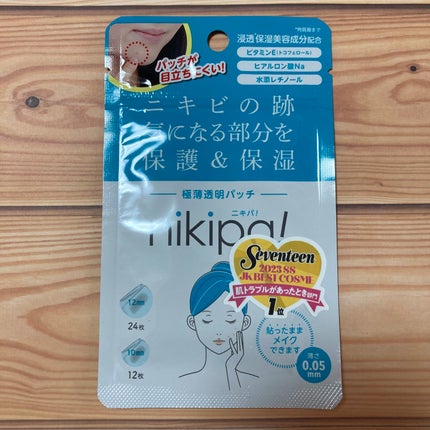 *角質層まで
浸透*保湿美容成分配合
ビタミンE(トコフェロール)
ヒアルロン酸Na
水添レチノール
パッチが
目立ちにくい!
ニキビの跡
気になる部分を
保護&保湿
極薄透明パッチ
ニキパ!
nikipa!
Seventeen
2023 SS
JK BEST COSME
肌トラブルがあったとき部門
1位
12mm
24枚
10mm
12枚
貼ったまま
メイク
できます
薄さ
0.05
mm